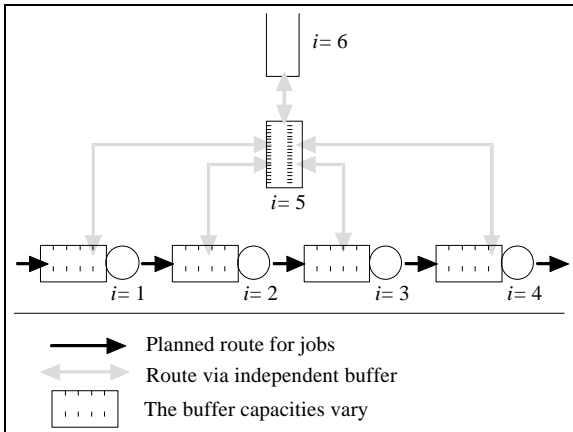 i= 6
i= 5
i= 1
i= 2
i= 3
i= 4
Planned route for jobs
Route via independent buffer
The buffer capacities vary